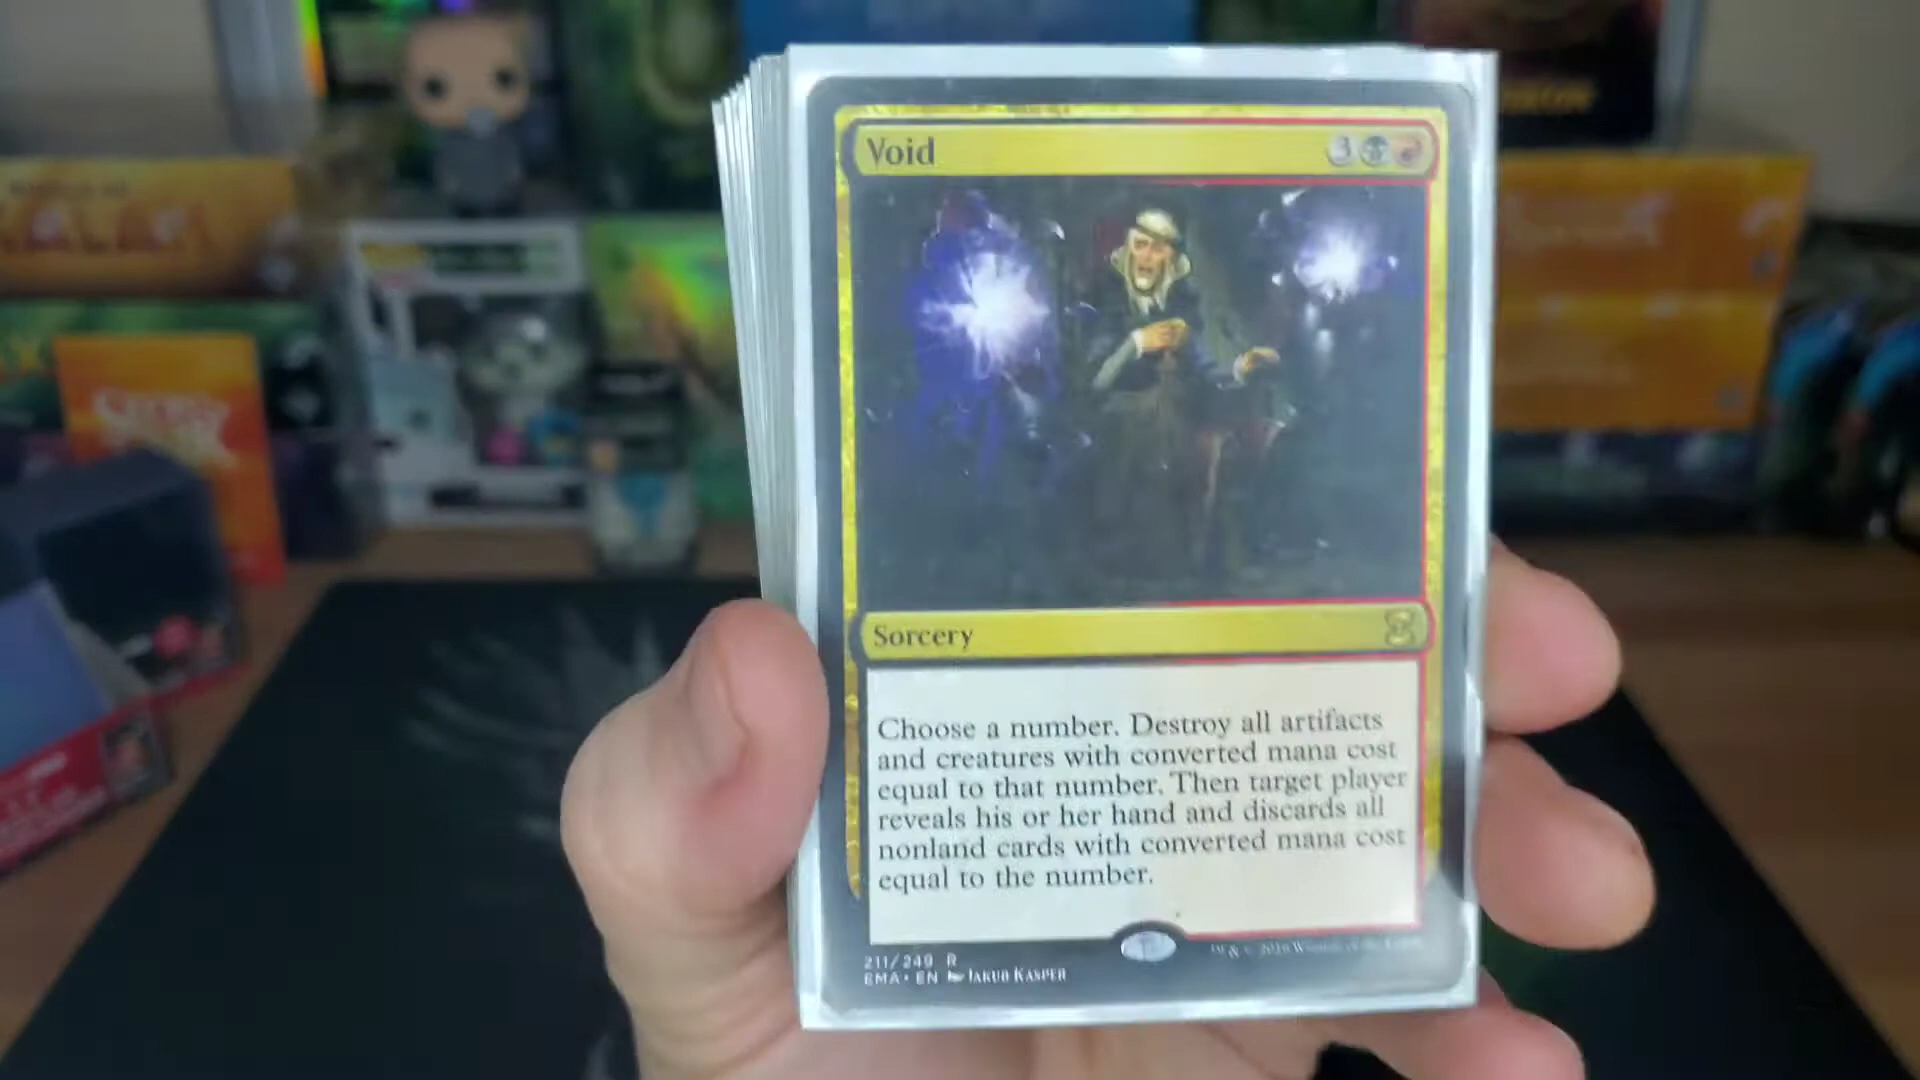 Void
3
Sorcery
Choose a number. Destroy all artifacts
and creatures with converted mana cost
equal to that number. Then target player
reveals his or her hand and discards all
nonland cards with converted mana cost
equal to the number.
211/249 R
EMA • EN JAKUB KASPER